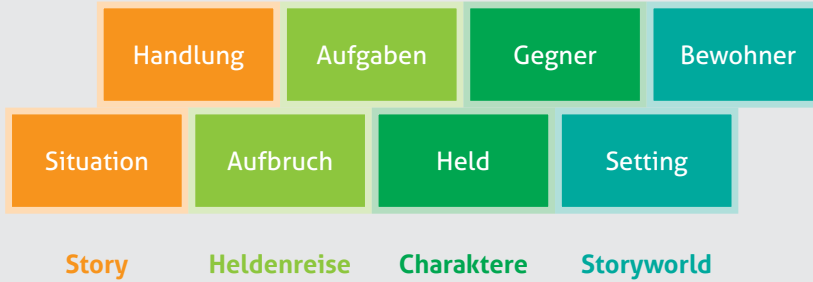 Handlung Aufgaben Gegner Bewohner
Situation Aufbruch Held Setting
Story Heldenreise Charaktere Storyworld